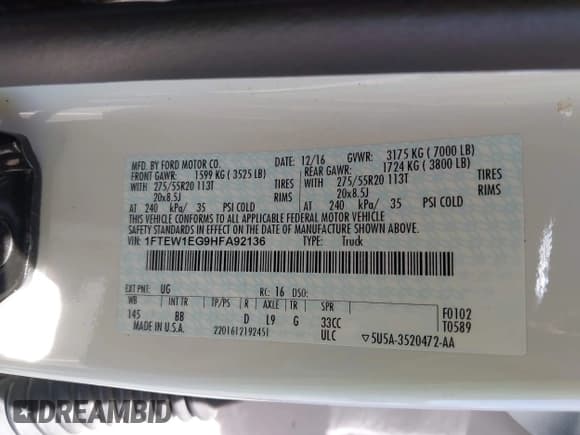 MFD. BY FORD MOTOR CO. 12/16 GVWR: 3175 KG ( 7000 LB)
FRONT GAWR: 1599 KG ( 3525 LB) REAR GAWR: 1724 KG ( 3800 LB)
WITH 275/55R20 113T TIRES WITH 275/55R20 113T TIRES
20x8.5J 20x8.5J
AT 240 kPa/ 35 PSI COLD AT 240 kPa/ 35 PSI COLD
THIS VEHICLE CONFORMS TO ALL APPLICABLE FEDERAL MOTOR VEHICLE
SAFETY STANDARDS IN EFFECT ON THE DATE OF MANUFACTURE SHOWN ABOVE.
VIN: 1FTEW1EG9HFA92136 TYPE: Truck
EXT PNT: UG RC: 16 DSO:
WB INT TR TP/PS R AXLE TR SPR F0102
145 BB D L9 G 33CC T0589
MADE IN U.S.A. 2201612192451 ULC ▽5U5A-3520472-AA
DREAMBID